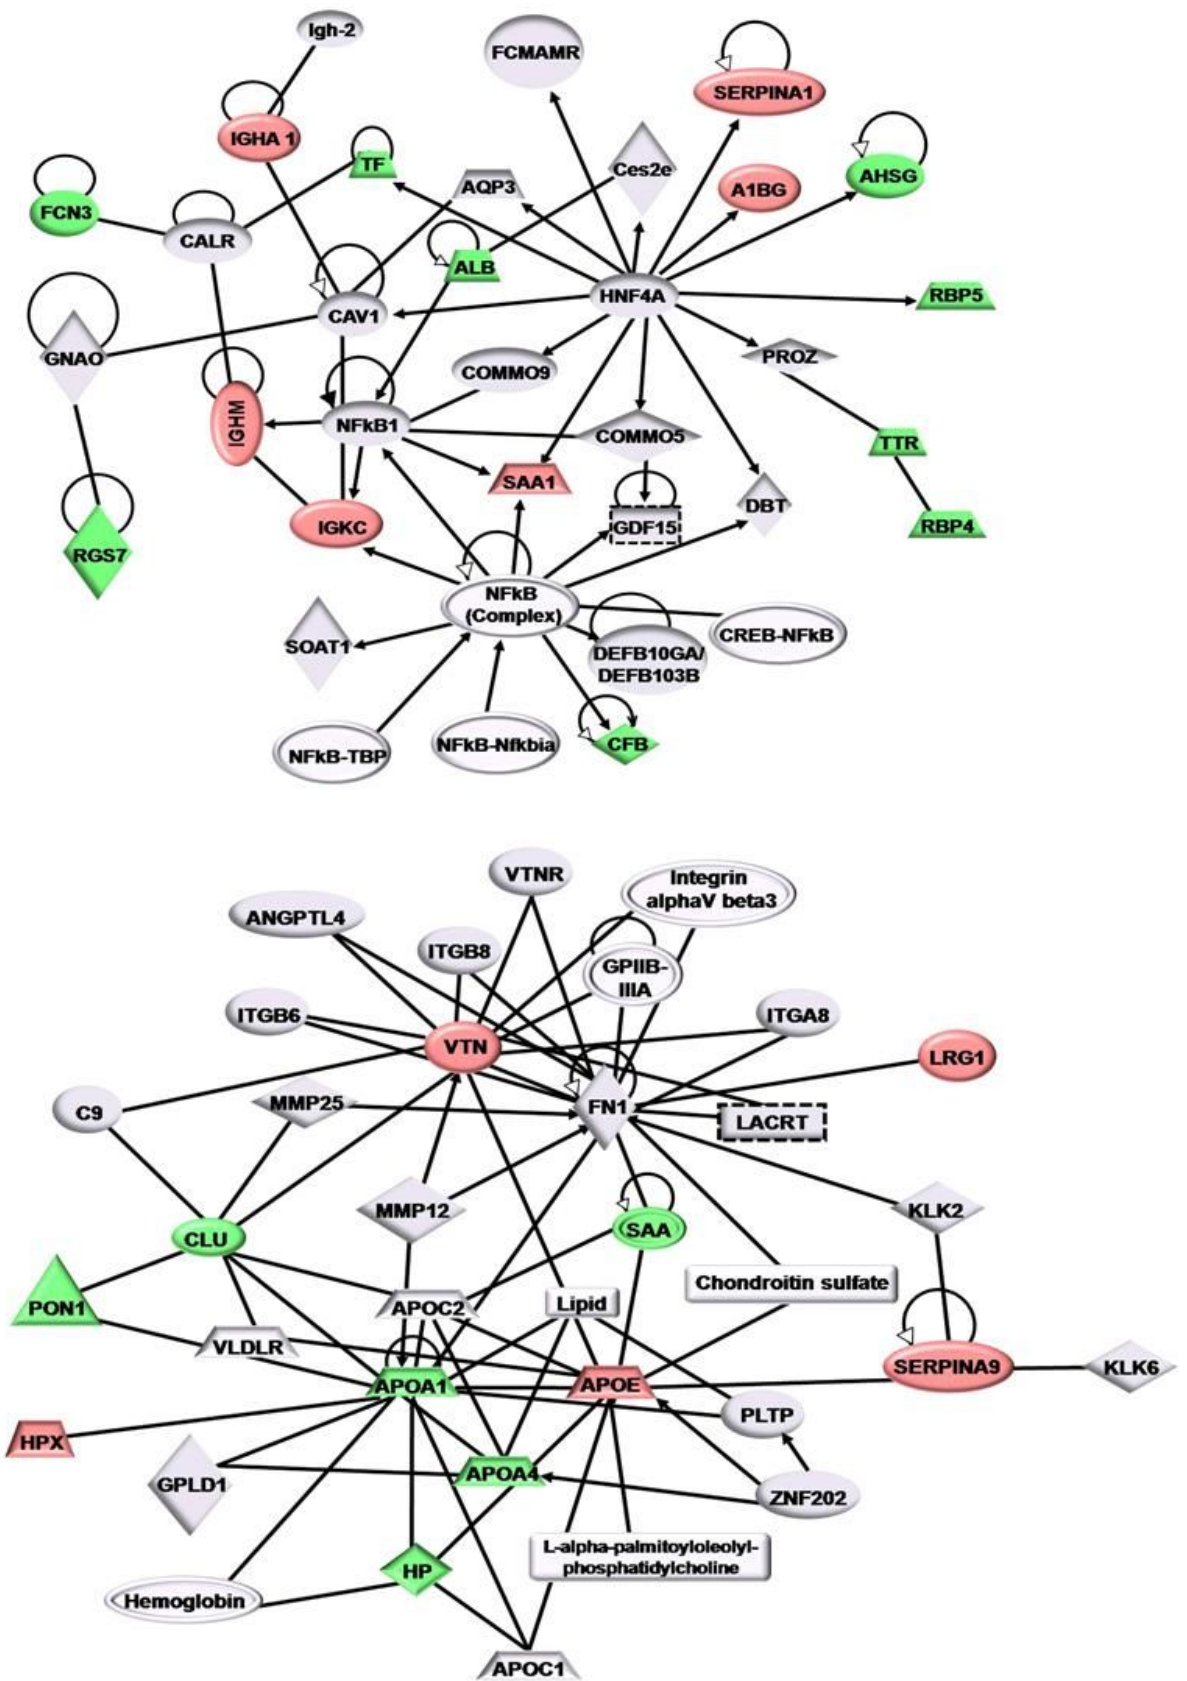 Igh-2
FCMAMR
SERPINA1
IGHA 1
TF
Ces2e
AQP3
A1BG
AHSG
FCN3
CALR
ALB
HNF4A
RBP5
CAV1
GNAO
PROZ
COMMO9
IGHM
NFkB1
COMMO5
TTR
SAA1
DBT
IGKC
GDF15
RBP4
RGS7
NFkB
(Complex)
CREB-NFkB
SOAT1
DEFB10GA/
DEFB103B
NFkB-TBP
NFkB-Nfkbia
CFB
VTNR
Integrin
alphaV beta3
ANGPTL4
ITGB8
GPIIB-
IIIA
ITGB6
ITGA8
VTN
LRG1
C9
MMP25
FN1
LACRT
MMP12
KLK2
CLU
SAA
Chondroitin sulfate
PON1
APOC2
Lipid
VLDLR
SERPINA9
KLK6
APOA1
APOE
PLTP
HPX
APOA4
GPLD1
ZNF202
L-alpha-palmitoyloleolyl-
phosphatidylcholine
HP
Hemoglobin
APOC1